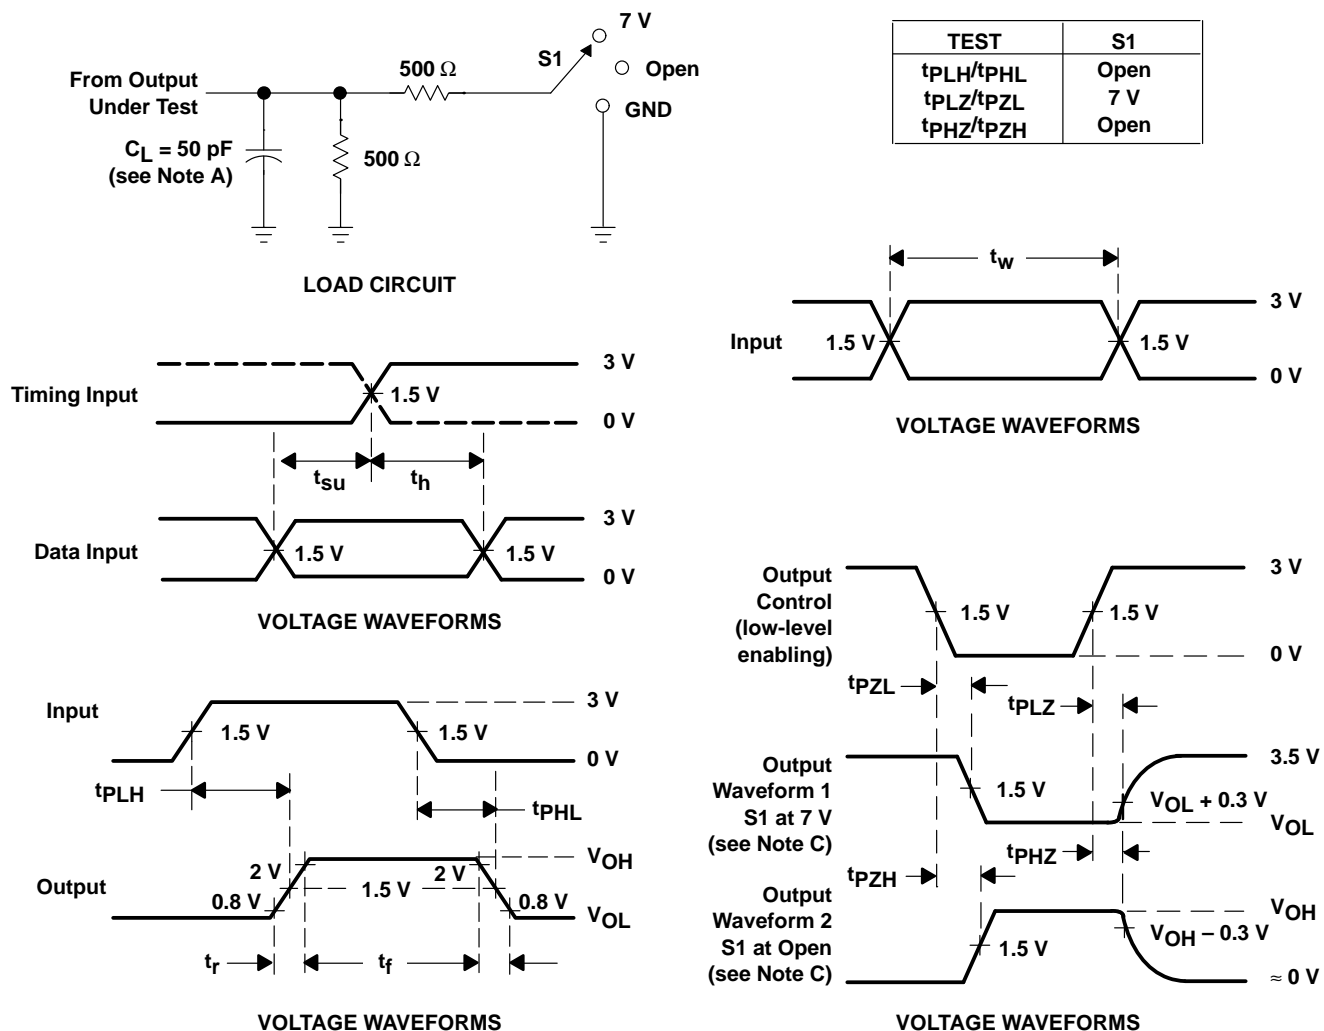 7 V
S1
Open
GND
500 Ω
From Output
Under Test
CL = 50 pF
(see Note A)
500 Ω
LOAD CIRCUIT
TEST S1
tPLH/tPHL Open
tPLZ/tPZL 7 V
tPHZ/tPZH Open
tw
3 V
Input
1.5 V
1.5 V
0 V
VOLTAGE WAVEFORMS
3 V
Timing Input
1.5 V
0 V
tsu
th
3 V
Data Input
1.5 V
1.5 V
0 V
VOLTAGE WAVEFORMS
3 V
Input
1.5 V
1.5 V
0 V
tPLH
tPHL
VOH
2 V
2 V
Output
1.5 V
0.8 V
0.8 V
VOL
tr
tf
VOLTAGE WAVEFORMS
Output
Control
(low-level
enabling)
3 V
1.5 V
1.5 V
0 V
tPZL
tPLZ
Output
Waveform 1
S1 at 7 V
(see Note C)
3.5 V
1.5 V
VOL + 0.3 V
VOL
tPHZ
tPZH
Output
Waveform 2
S1 at Open
(see Note C)
VOH
1.5 V
VOH – 0.3 V
≈ 0 V
VOLTAGE WAVEFORMS